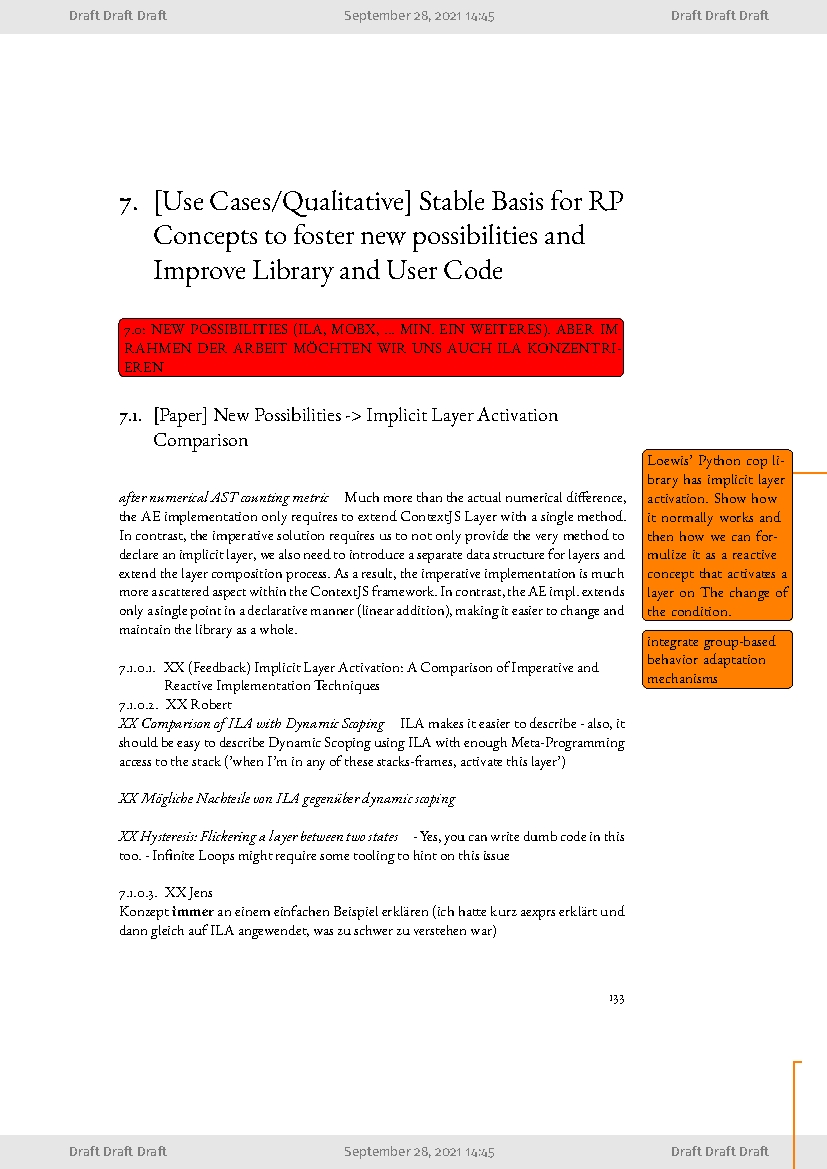 Draft Draft Draft September 28, 2021 14:45 Draft Draft Draft
7. [Use Cases/Qualitative] Stable Basis for RP
Concepts to foster new possibilities and
Improve Library and User Code
7.0: NEW POSSIBILITIES (ILA, MOBX, ... MIN. EIN WEITERES). ABER IM
RAHMEN DER ARBEIT MÖCHTEN WIR UNS AUCH ILA KONZENTRI-
EREN
7.1. [Paper] New Possibilities -> Implicit Layer Activation
Comparison
after numerical AST counting metric Much more than the actual numerical difference,
the AE implementation only requires to extend ContextJS Layer with a single method.
In contrast, the imperative solution requires us to not only provide the very method to
declare an implicit layer, we also need to introduce a separate data structure for layers and
extend the layer composition process. As a result, the imperative implementation is much
more a scattered aspect within the ContextJS framework. In contrast, the AE impl. extends
only a single point in a declarative manner (linear addition), making it easier to change and
maintain the library as a whole.
7.1.0.1. XX (Feedback) Implicit Layer Activation: A Comparison of Imperative and
Reactive Implementation Techniques
7.1.0.2. XX Robert
XX Comparison of ILA with Dynamic Scoping ILA makes it easier to describe - also, it
should be easy to describe Dynamic Scoping using ILA with enough Meta-Programming
access to the stack ('when I'm in any of these stacks-frames, activate this layer')
XX Mögliche Nachteile von ILA gegenüber dynamic scoping
XX Hysteresis: Flickering a layer between two states - Yes, you can write dumb code in this
too. - Infinite Loops might require some tooling to hint on this issue
7.1.0.3. XX Jens
Konzept immer an einem einfachen Beispiel erklären (ich hatte kurz aexprs erklärt und
dann gleich auf ILA angewendet, was zu schwer zu verstehen war)
Loewis' Python cop li-
brary has implicit layer
activation. Show how
it normally works and
then how we can for-
mulize it as a reactive
concept that activates a
layer on The change of
the condition.
integrate group-based
behavior adaptation
mechanisms
133
Draft Draft Draft September 28, 2021 14:45 Draft Draft Draft